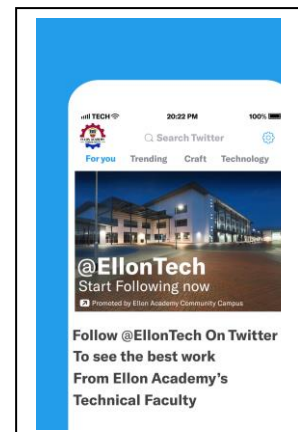 TECH 20:22 PM 100%
Search Twitter
For you Trending Craft Technology
@EllonTech
Start Following now
Promoted by Ellon Academy Community Campus
Follow @EllonTech On Twitter
To see the best work
From Ellon Academy's
Technical Faculty